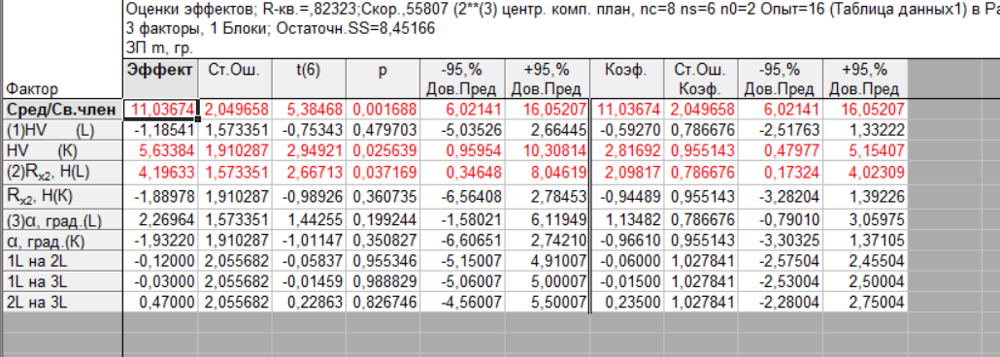 Оценки эффектов; R-кв.=,82323;Скор.,55807 (2**(3) центр. комп. план, nc=8 ns=6 n0=2 Опыт=16 (Таблица данных1) в Ра
3 факторы, 1 Блоки; Остаточн.SS=8,45166
ЗП m, гр.
Фактор Эффект Ст.Ош. t(6) p -95,% Дов.Пред +95,% Дов.Пред Коэф. Ст.Ош. Коэф. -95,% Дов.Пред +95,% Дов.Пред
Сред/Св.член 11,03674 2,049658 5,38468 0,001688 6,02141 16,05207 11,03674 2,049658 6,02141 16,05207
(1)HV (L) -1,18541 1,573351 -0,75343 0,479703 -5,03526 2,66445 -0,59270 0,786676 -2,51763 1,33222
HV (К) 5,63384 1,910287 2,94921 0,025639 0,95954 10,30814 2,81692 0,955143 0,47977 5,15407
(2)Rx2, H(L) 4,19633 1,573351 2,66713 0,037169 0,34648 8,04619 2,09817 0,786676 0,17324 4,02309
Rx2, H(К) -1,88978 1,910287 -0,98926 0,360735 -6,56408 2,78453 -0,94489 0,955143 -3,28204 1,39226
(3)α, град.(L) 2,26964 1,573351 1,44255 0,199244 -1,58021 6,11949 1,13482 0,786676 -0,79010 3,05975
α, град.(К) -1,93220 1,910287 -1,01147 0,350827 -6,60651 2,74210 -0,96610 0,955143 -3,30325 1,37105
1L на 2L -0,12000 2,055682 -0,05837 0,955346 -5,15007 4,91007 -0,06000 1,027841 -2,57504 2,45504
1L на 3L -0,03000 2,055682 -0,01459 0,988829 -5,06007 5,00007 -0,01500 1,027841 -2,53004 2,50004
2L на 3L 0,47000 2,055682 0,22863 0,826746 -4,56007 5,50007 0,23500 1,027841 -2,28004 2,75004